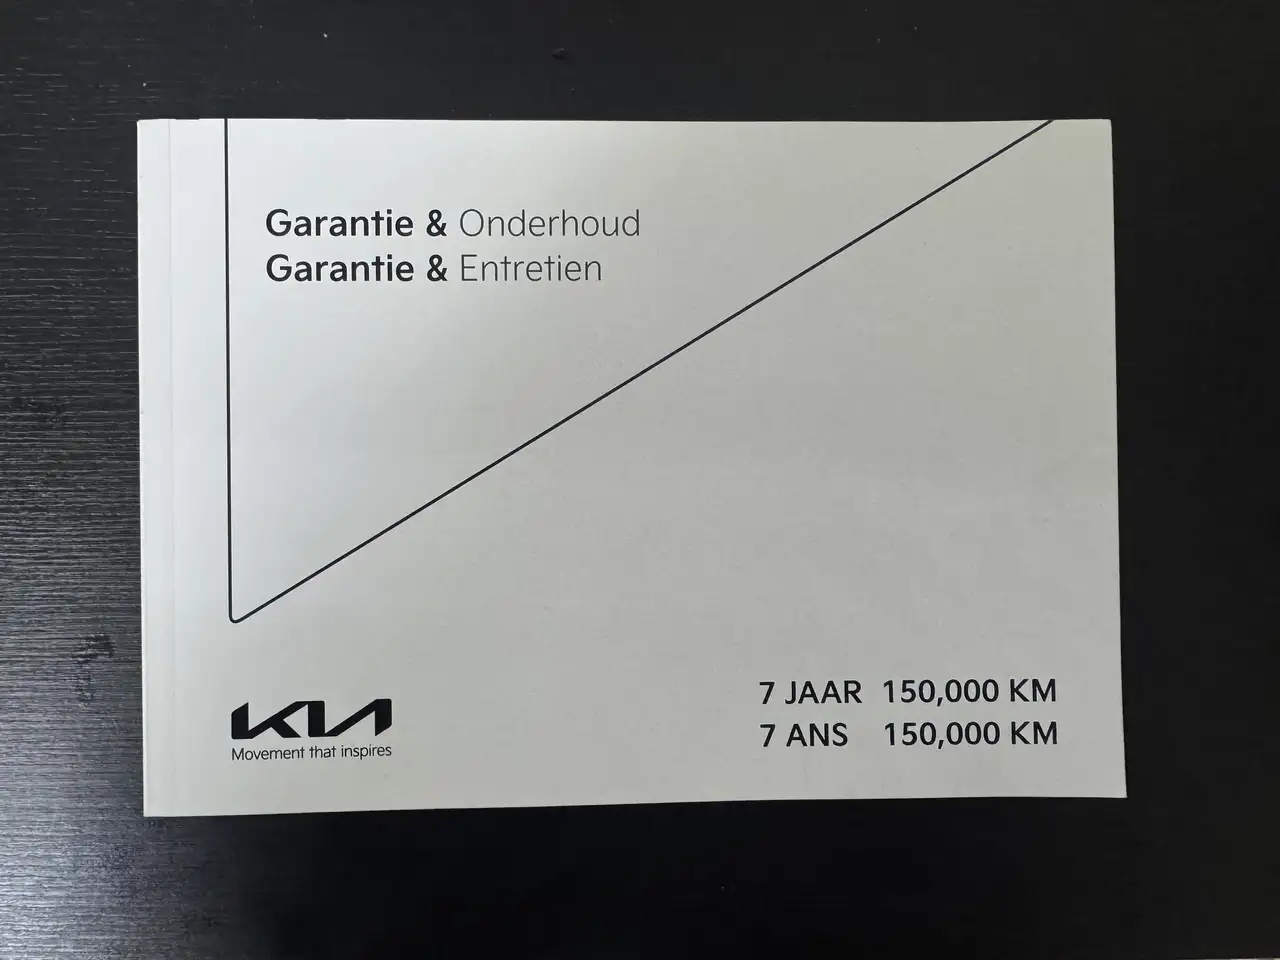 Garantie & Onderhoud
Garantie & Entretien
KIA
Movement that inspires
7 JAAR 150,000 KM
7 ANS 150,000 KM